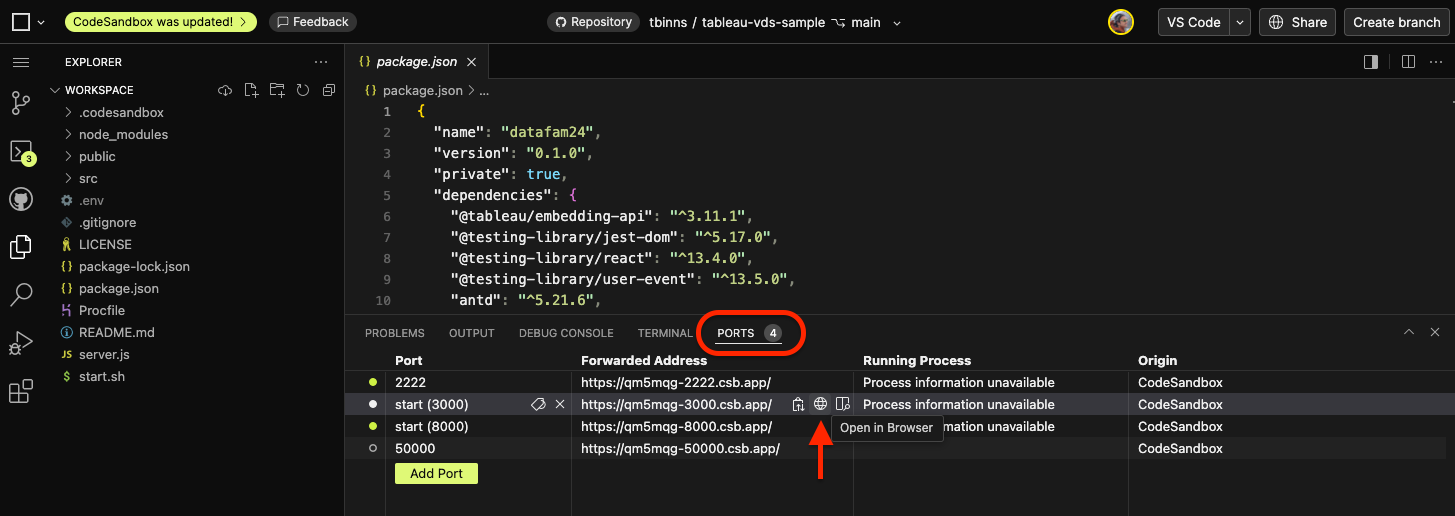 CodeSandbox was updated! Feedback Repository tbinns / tableau-vds-sample main VS Code Share Create branch
EXPLORER
WORKSPACE
.codesandbox
node_modules
public
src
.env
.gitignore
LICENSE
package-lock.json
package.json
Procfile
README.md
JS server.js
$ start.sh
3
{} package.json
{} package.json > ...
1 {
2 "name": "datafam24",
3 "version": "0.1.0",
4 "private": true,
5 "dependencies": {
6 "@tableau/embedding-api": "^3.11.1",
7 "@testing-library/jest-dom": "^5.17.0",
8 "@testing-library/react": "^13.4.0",
9 "@testing-library/user-event": "^13.5.0",
10 "antd": "^5.21.6",
PROBLEMS OUTPUT DEBUG CONSOLE TERMINAL PORTS 4
Port Forwarded Address Running Process Origin
2222 https://qm5mqg-2222.csb.app/ Process information unavailable CodeSandbox
start (3000) https://qm5mqg-3000.csb.app/ Process information unavailable CodeSandbox
start (8000) https://qm5mqg-8000.csb.app/ mation unavailable CodeSandbox
Open in Browser
50000 https://qm5mqg-50000.csb.app/ CodeSandbox
Add Port